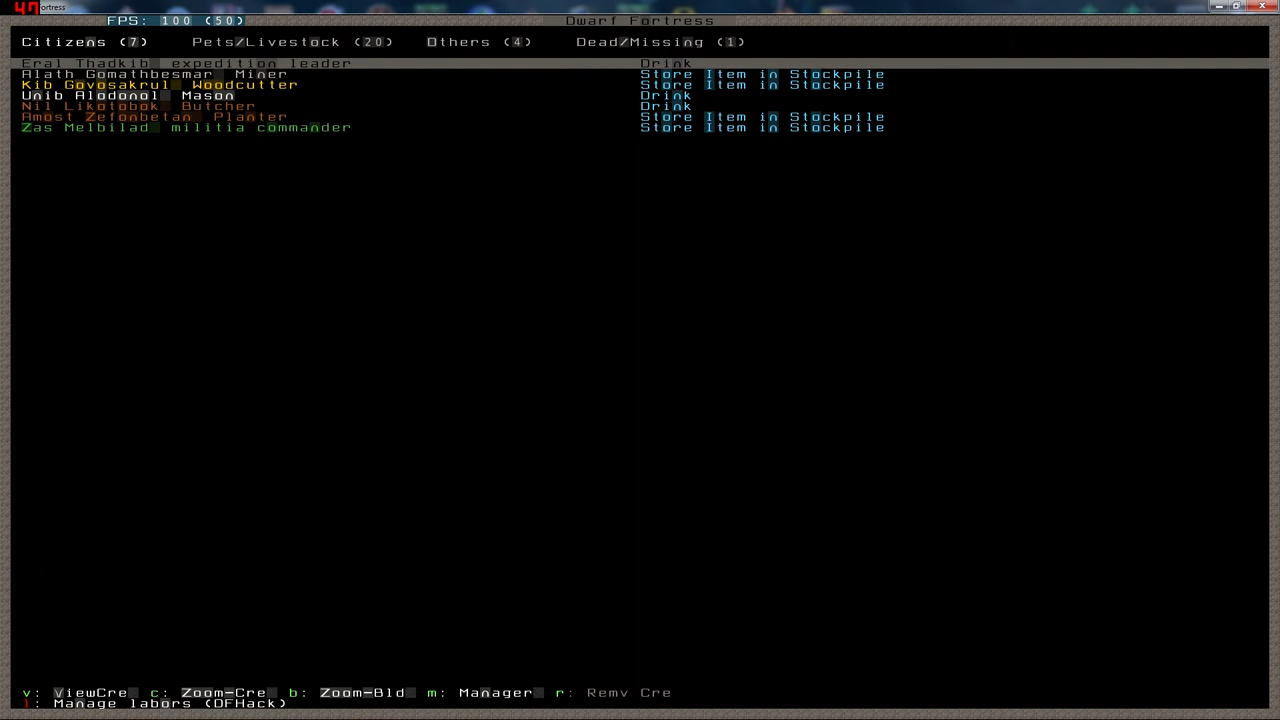 47 ortress
FPS: 100 (50) Dwarf Fortress
Citizens (7) Pets/Livestock (20) Others (4) Dead/Missing (1)
Eral Thadkib expedition leader Drink
Alath Gomathbesmar Miner Store Item in Stockpile
Kib Govosakrul Woodcutter Store Item in Stockpile
Unib Alodonol Mason Drink
Nil Likotobok Butcher Drink
Amost Zefonbetan Planter Store Item in Stockpile
Zas Melbilad militia commander Store Item in Stockpile
v: ViewCre c: Zoom-Cre b: Zoom-Bld m: Manager r: Remv Cre
l: Manage labors (DFHack)